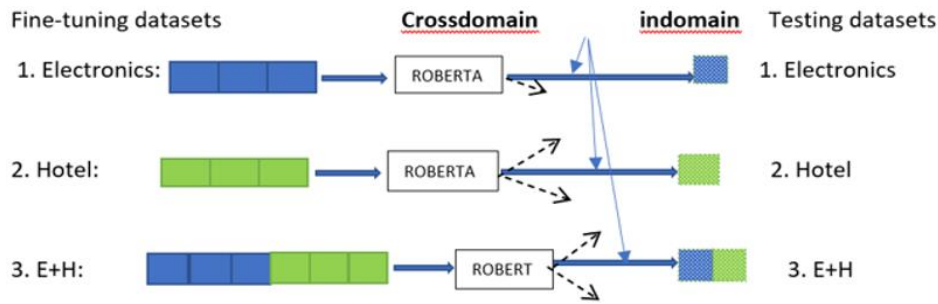 Fine-tuning datasets Crossdomain indomain Testing datasets
1. Electronics: ROBERTA 1. Electronics
2. Hotel: ROBERTA 2. Hotel
3. E+H: ROBERT 3. E+H